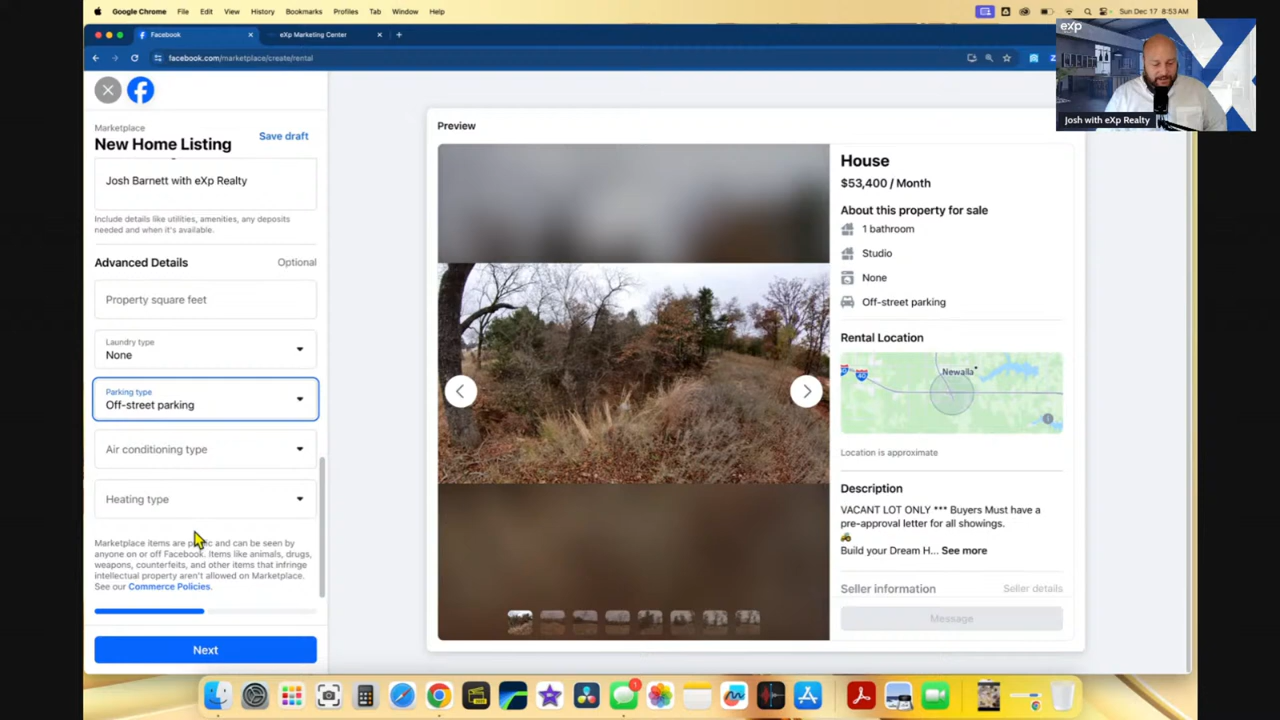 Google Chrome File Edit View History Bookmarks Profiles Tab Window Help
Sun Dec 17 8:53 AM
Facebook
eXp Marketing Center
facebook.com/marketplace/create/rental
eXp
Josh with eXp Realty
Marketplace
New Home Listing
Save draft
Josh Barnett with eXp Realty
Include details like utilities, amenities, any deposits
needed and when it's available.
Advanced Details
Optional
Property square feet
Laundry type
None
Parking type
Off-street parking
Air conditioning type
Heating type
Marketplace items are public and can be seen by
anyone on or off Facebook. Items like animals, drugs,
weapons, counterfeits, and other items that infringe
intellectual property aren't allowed on Marketplace.
See our Commerce Policies.
Next
Preview
House
$53,400 / Month
About this property for sale
1 bathroom
Studio
None
Off-street parking
Rental Location
40
Newalla
Location is approximate
Description
VACANT LOT ONLY *** Buyers Must have a
pre-approval letter for all showings.
Build your Dream H... See more
Seller information
Seller details
Message
1